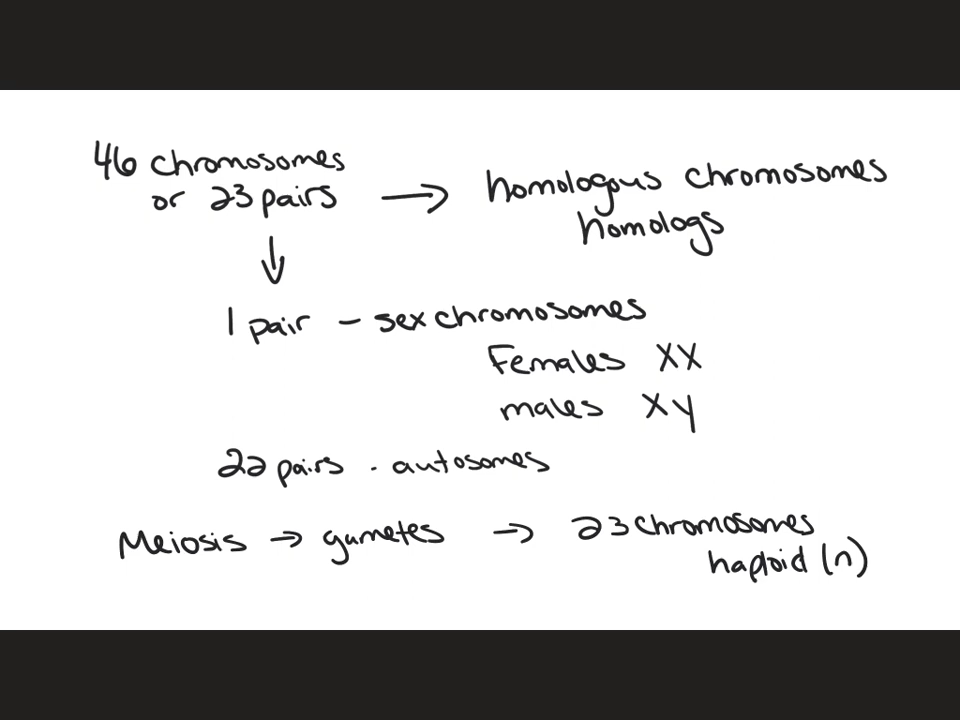 46 chromosomes
or 23 pairs → homologous chromosomes
homologs
↓
1 pair – sex chromosomes
Females XX
males XY
22 pairs - autosomes
Meiosis → gametes → 23 chromosomes
haploid (n)